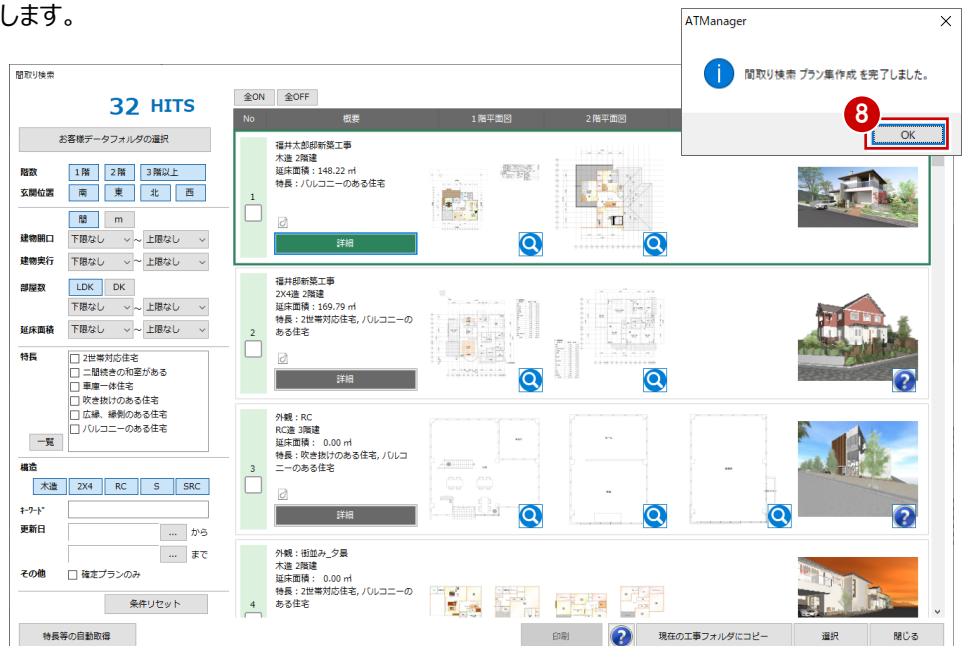 します。
ATManager
間取り検索 プラン集作成 を完了しました。
8
OK
間取り検索
32 HITS
お客様データフォルダの選択
階数 1階 2階 3階以上
玄関位置 南 東 北 西
間 m
建物間口 下限なし ~ 上限なし
建物実行 下限なし ~ 上限なし
部屋数 LDK DK
下限なし ~ 上限なし
延床面積 下限なし ~ 上限なし
特長
2世帯対応住宅
二間続きの和室がある
車庫一体住宅
吹き抜けのある住宅
広縁、縁側のある住宅
バルコニーのある住宅
一覧
構造
木造 2X4 RC S SRC
ｷｰﾜｰﾄﾞ
更新日 ... から
... まで
その他 確定プランのみ
条件リセット
特長等の自動取得
全ON 全OFF
No 概要 1階平面図 2階平面図
1
福井太郎邸新築工事
木造 2階建
延床面積：148.22 ㎡
特長：バルコニーのある住宅
詳細
2
福井邸新築工事
2X4造 2階建
延床面積：169.79 ㎡
特長：2世帯対応住宅, バルコニーの
ある住宅
詳細
3
外観：RC
RC造 3階建
延床面積： 0.00 ㎡
特長：吹き抜けのある住宅, バルコ
ニーのある住宅
詳細
4
外観：街並み_夕景
木造 2階建
延床面積： 0.00 ㎡
特長：2世帯対応住宅, バルコニーの
ある住宅
印刷 ? 現在の工事フォルダにコピー 選択 閉じる